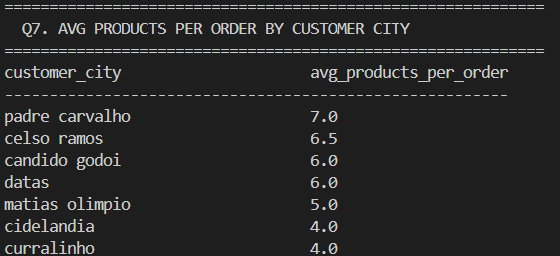 ======================================================
Q7. AVG PRODUCTS PER ORDER BY CUSTOMER CITY
======================================================
customer_city avg_products_per_order
------------------------------------------------------
padre carvalho 7.0
celso ramos 6.5
candido godoi 6.0
datas 6.0
matias olimpio 5.0
cidelandia 4.0
curralinho 4.0